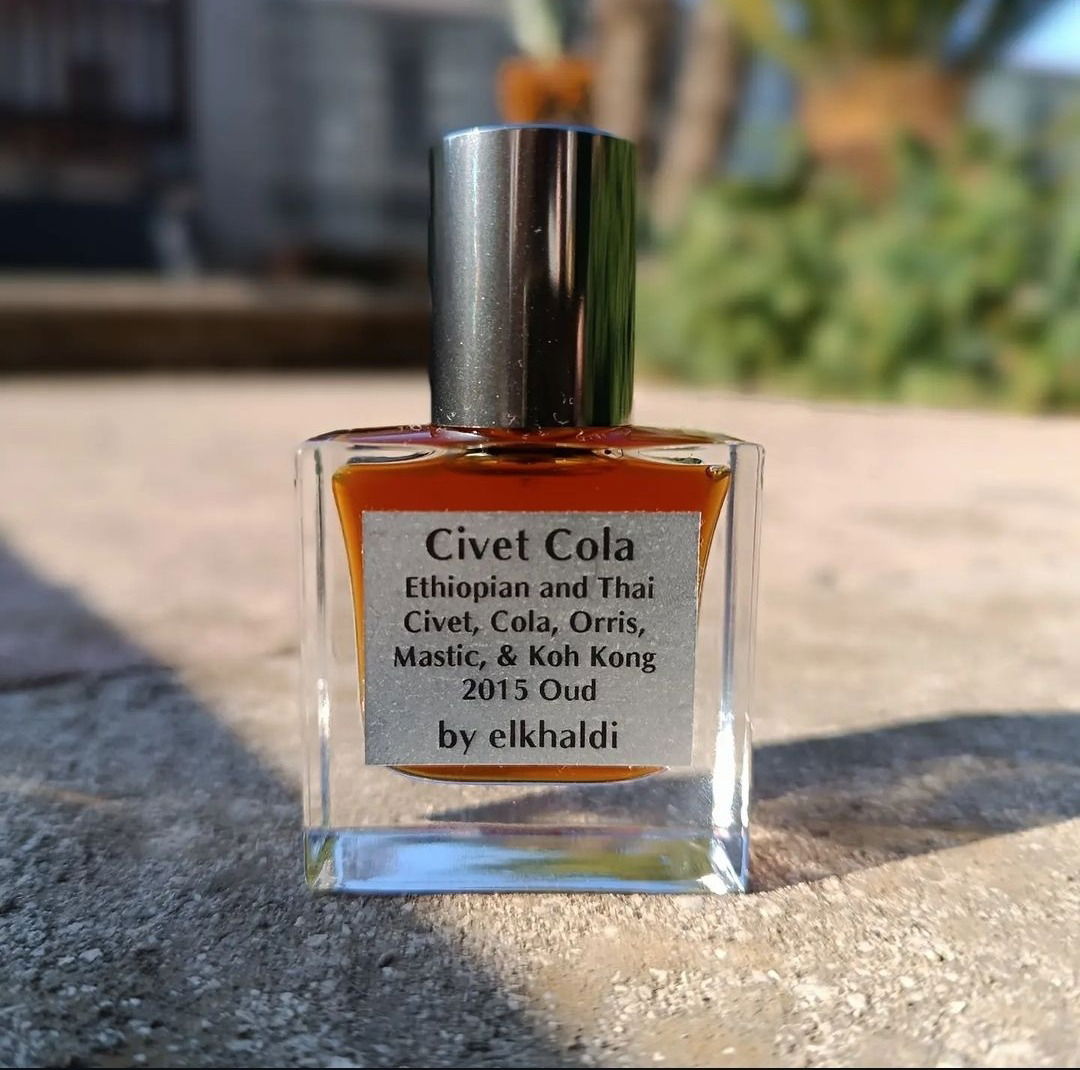 Civet Cola
Ethiopian and Thai
Civet, Cola, Orris,
Mastic, & Koh Kong
2015 Oud
by elkhaldi